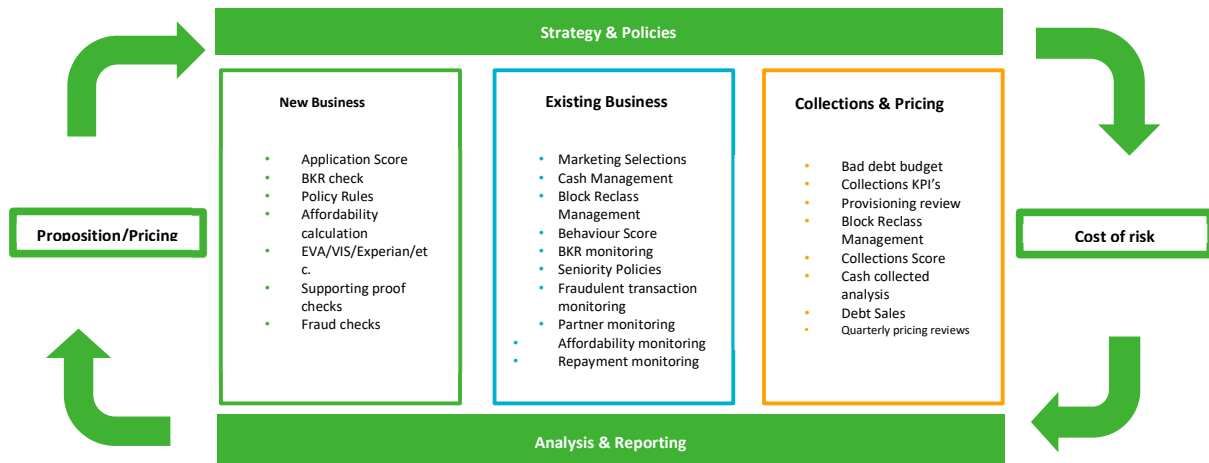 Strategy & Policies
New Business
Application Score
BKR check
Policy Rules
Affordability
calculation
EVA/VIS/Experian/et
c.
Supporting proof
checks
Fraud checks
Existing Business
Marketing Selections
Cash Management
Block Reclass
Management
Behaviour Score
BKR monitoring
Seniority Policies
Fraudulent transaction
monitoring
Partner monitoring
Affordability monitoring
Repayment monitoring
Collections & Pricing
Bad debt budget
Collections KPI's
Provisioning review
Block Reclass
Management
Collections Score
Cash collected
analysis
Debt Sales
Quarterly pricing reviews
Proposition/Pricing
Cost of risk
Analysis & Reporting